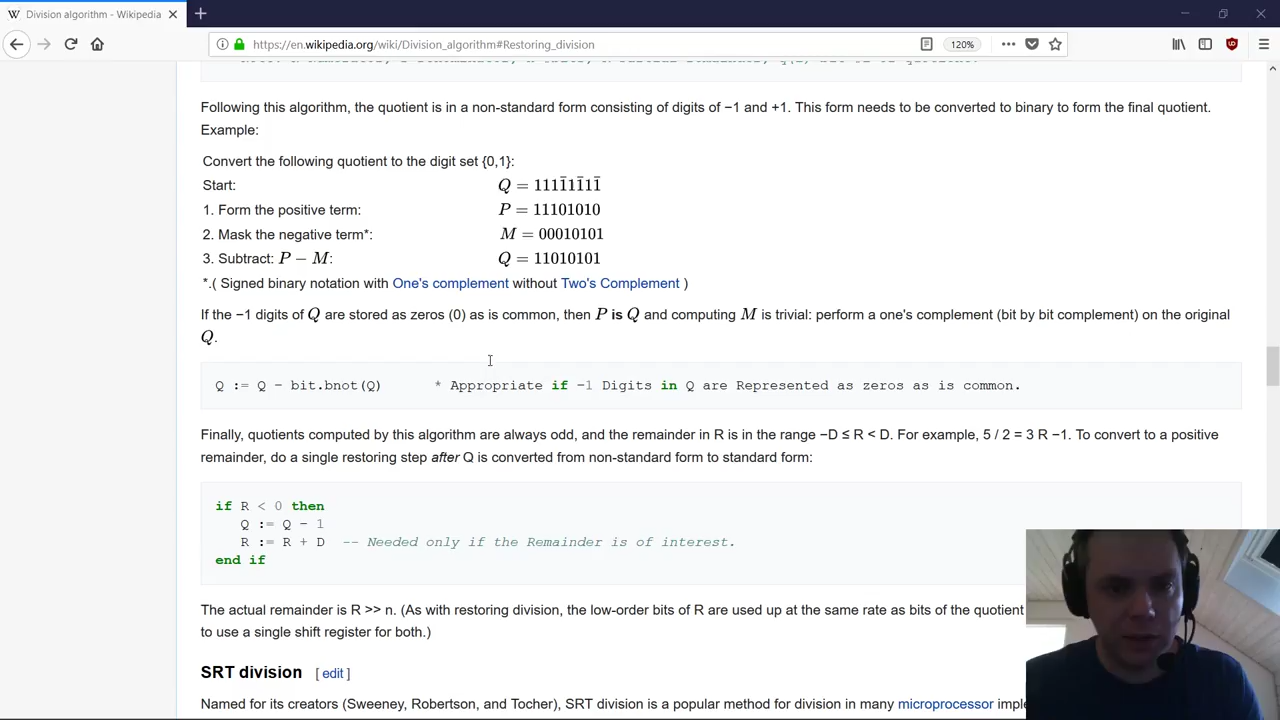 Division algorithm - Wikipedia
https://en.wikipedia.org/wiki/Division_algorithm#Restoring_division
120%
Following this algorithm, the quotient is in a non-standard form consisting of digits of −1 and +1. This form needs to be converted to binary to form the final quotient.
Example:
Convert the following quotient to the digit set {0,1}:
Start: Q = 1111̄11̄11̄
1. Form the positive term: P = 11101010
2. Mask the negative term*: M = 00010101
3. Subtract: P − M: Q = 11010101
*.( Signed binary notation with One's complement without Two's Complement )
If the −1 digits of Q are stored as zeros (0) as is common, then P is Q and computing M is trivial: perform a one's complement (bit by bit complement) on the original
Q.
Q := Q − bit.bnot(Q) * Appropriate if −1 Digits in Q are Represented as zeros as is common.
Finally, quotients computed by this algorithm are always odd, and the remainder in R is in the range −D ≤ R < D. For example, 5 / 2 = 3 R −1. To convert to a positive
remainder, do a single restoring step after Q is converted from non-standard form to standard form:
if R < 0 then
Q := Q − 1
R := R + D -- Needed only if the Remainder is of interest.
end if
The actual remainder is R >> n. (As with restoring division, the low-order bits of R are used up at the same rate as bits of the quotient
to use a single shift register for both.)
SRT division [ edit ]
Named for its creators (Sweeney, Robertson, and Tocher), SRT division is a popular method for division in many microprocessor